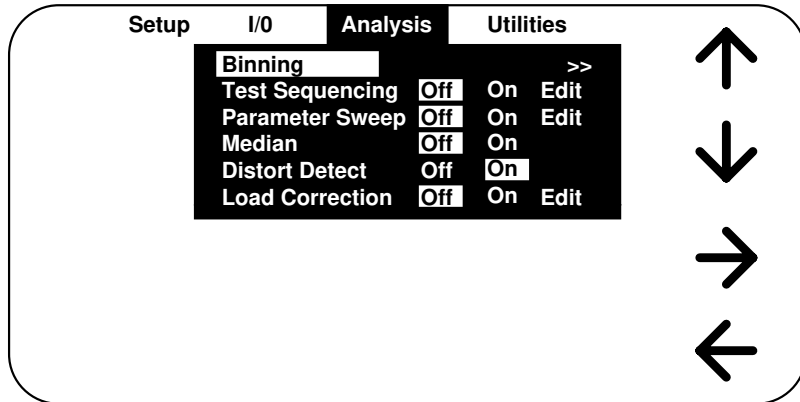 Setup I/0 Analysis Utilities
Binning >>
Test Sequencing Off On Edit
Parameter Sweep Off On Edit
Median Off On
Distort Detect Off On
Load Correction Off On Edit